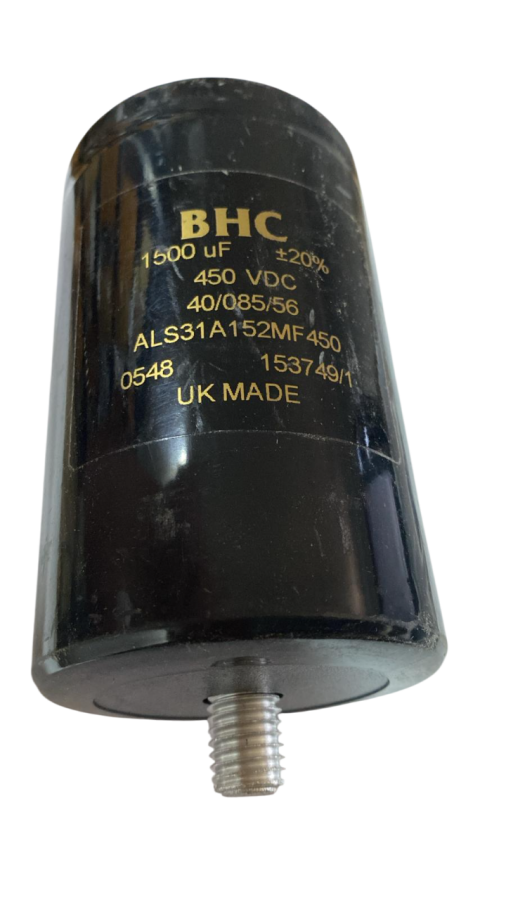 BHC
1500 uF ±20%
450 VDC
40/085/56
ALS31A152MF450
0548 153749/1
UK MADE